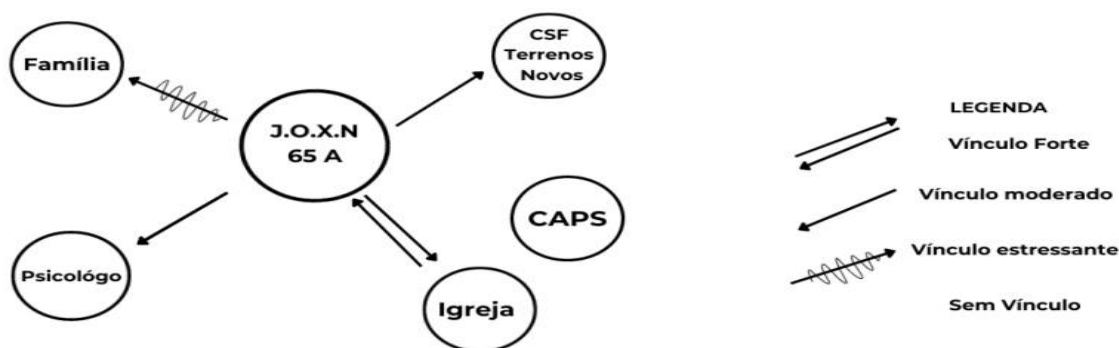 Família
CSF
Terrenos
Novos
J.O.X.N
65 A
CAPS
Psicológo
Igreja
LEGENDA
Vínculo Forte
Vínculo moderado
Vínculo estressante
Sem Vínculo